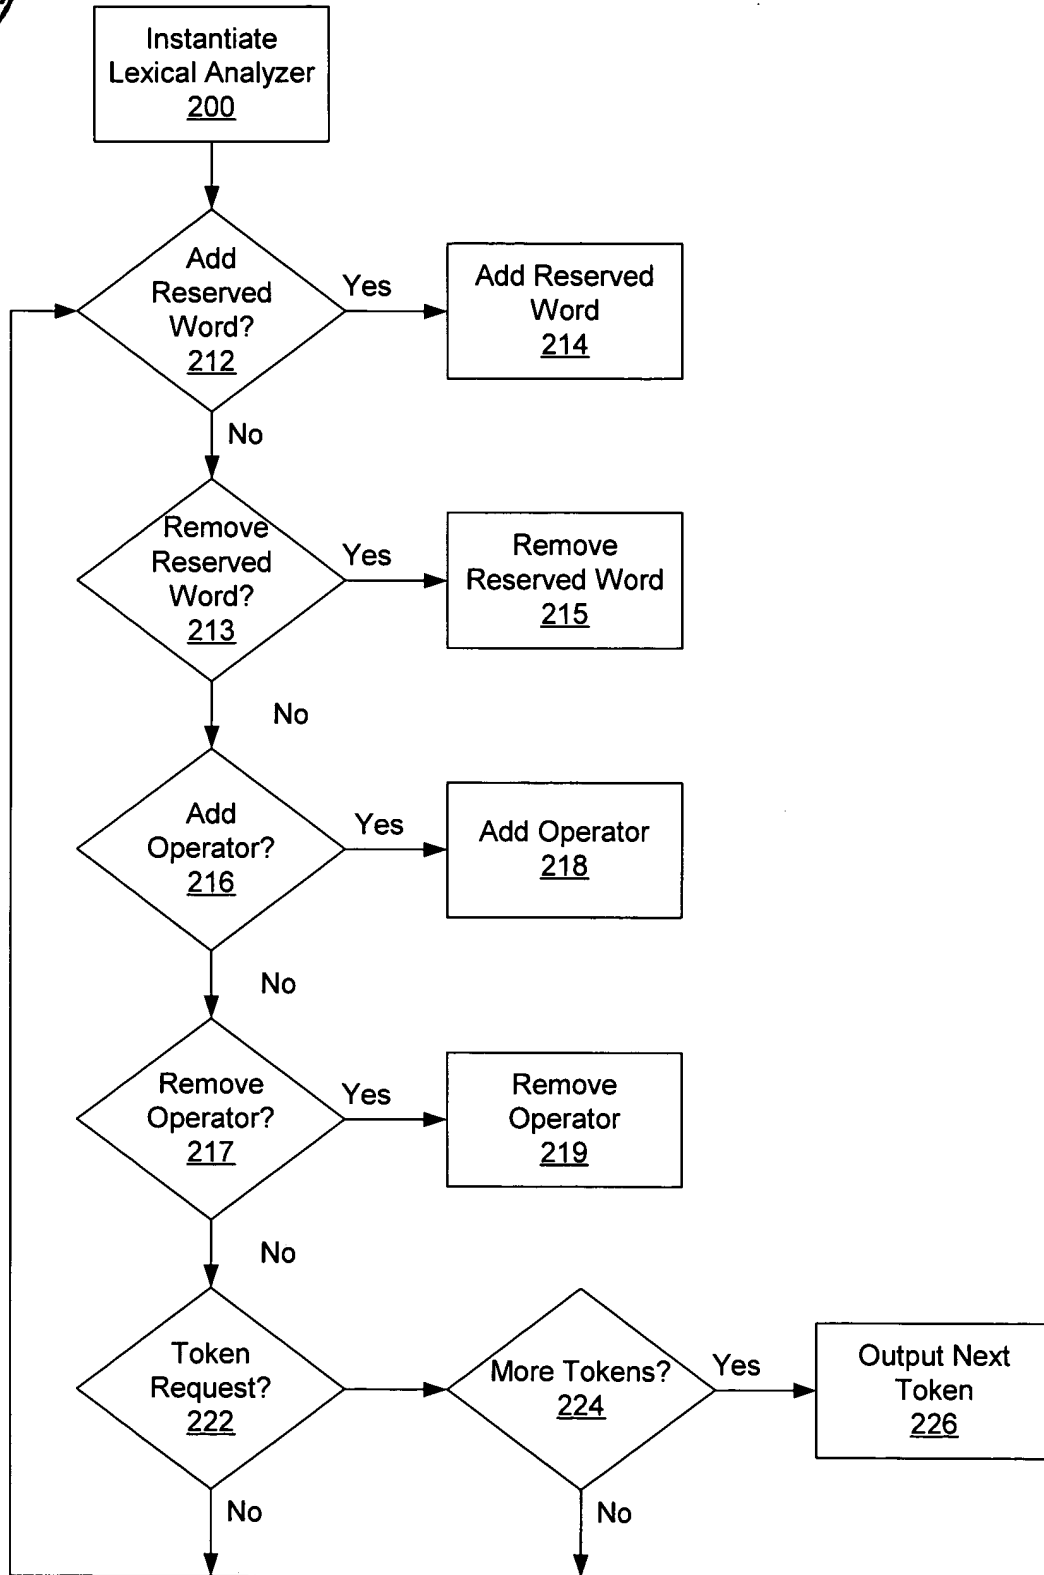 Instantiate
Lexical Analyzer
200
Add
Reserved
Word?
212
Yes
Add Reserved
Word
214
No
Remove
Reserved
Word?
213
Yes
Remove
Reserved Word
215
No
Add
Operator?
216
Yes
Add Operator
218
No
Remove
Operator?
217
Yes
Remove
Operator
219
No
Token
Request?
222
More Tokens?
224
Yes
Output Next
Token
226
No
No